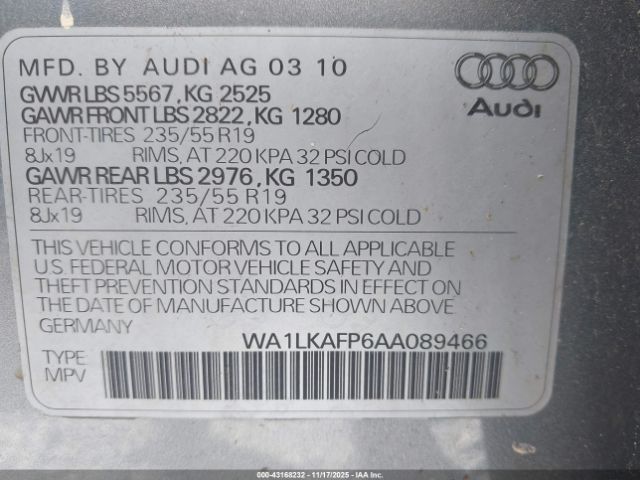 MFD. BY AUDI AG 03 10
GVWR LBS 5567, KG 2525
GAWR FRONT LBS 2822, KG 1280
FRONT-TIRES 235/55 R19
8Jx19 RIMS, AT 220 KPA 32 PSI COLD
GAWR REAR LBS 2976, KG 1350
REAR-TIRES 235/55 R19
8Jx19 RIMS, AT 220 KPA 32 PSI COLD
Audi
THIS VEHICLE CONFORMS TO ALL APPLICABLE
U.S. FEDERAL MOTOR VEHICLE SAFETY AND
THEFT PREVENTION STANDARDS IN EFFECT ON
THE DATE OF MANUFACTURE SHOWN ABOVE
GERMANY WA1LKAFP6AA089466
TYPE
MPV
000-43168232 - 11/17/2025 - IAA Inc.